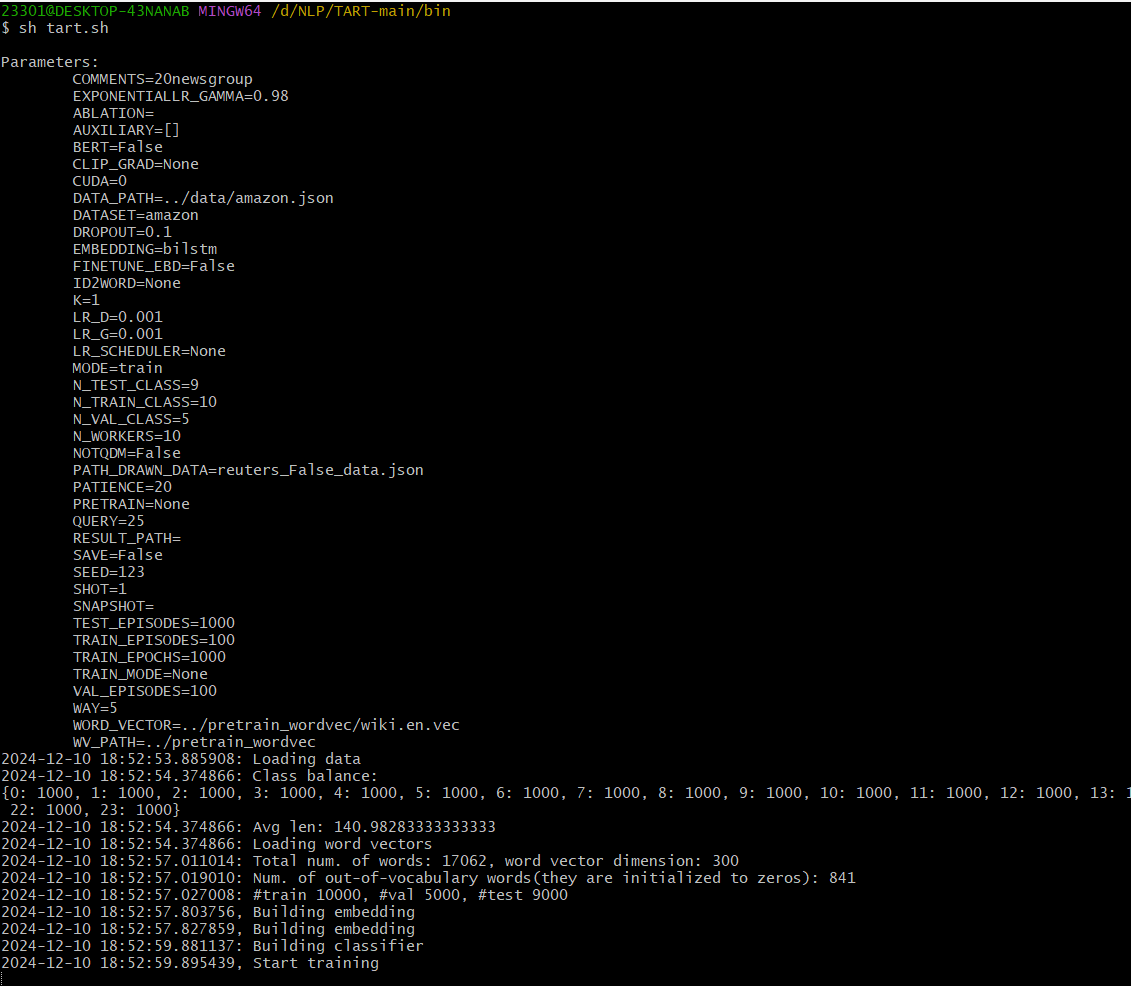 23301@DESKTOP-43NANAB MINGW64 /d/NLP/TART-main/bin
$ sh tart.sh
Parameters:
COMMENTS=20newsgroup
EXPONENTIALLR_GAMMA=0.98
ABLATION=
AUXILIARY=[]
BERT=False
CLIP_GRAD=None
CUDA=0
DATA_PATH=../data/amazon.json
DATASET=amazon
DROPOUT=0.1
EMBEDDING=bilstm
FINETUNE_EBD=False
ID2WORD=None
K=1
LR_D=0.001
LR_G=0.001
LR_SCHEDULER=None
MODE=train
N_TEST_CLASS=9
N_TRAIN_CLASS=10
N_VAL_CLASS=5
N_WORKERS=10
NOTQDM=False
PATH_DRAWN_DATA=reuters_False_data.json
PATIENCE=20
PRETRAIN=None
QUERY=25
RESULT_PATH=
SAVE=False
SEED=123
SHOT=1
SNAPSHOT=
TEST_EPISODES=1000
TRAIN_EPISODES=100
TRAIN_EPOCHS=1000
TRAIN_MODE=None
VAL_EPISODES=100
WAY=5
WORD_VECTOR=../pretrain_wordvec/wiki.en.vec
WV_PATH=../pretrain_wordvec
2024-12-10 18:52:53.885908: Loading data
2024-12-10 18:52:54.374866: Class balance:
{0: 1000, 1: 1000, 2: 1000, 3: 1000, 4: 1000, 5: 1000, 6: 1000, 7: 1000, 8: 1000, 9: 1000, 10: 1000, 11: 1000, 12: 1000, 13: 1
22: 1000, 23: 1000}
2024-12-10 18:52:54.374866: Avg len: 140.98283333333333
2024-12-10 18:52:54.374866: Loading word vectors
2024-12-10 18:52:57.011014: Total num. of words: 17062, word vector dimension: 300
2024-12-10 18:52:57.019010: Num. of out-of-vocabulary words(they are initialized to zeros): 841
2024-12-10 18:52:57.027008: #train 10000, #val 5000, #test 9000
2024-12-10 18:52:57.803756, Building embedding
2024-12-10 18:52:57.827859, Building embedding
2024-12-10 18:52:59.881137: Building classifier
2024-12-10 18:52:59.895439, Start training